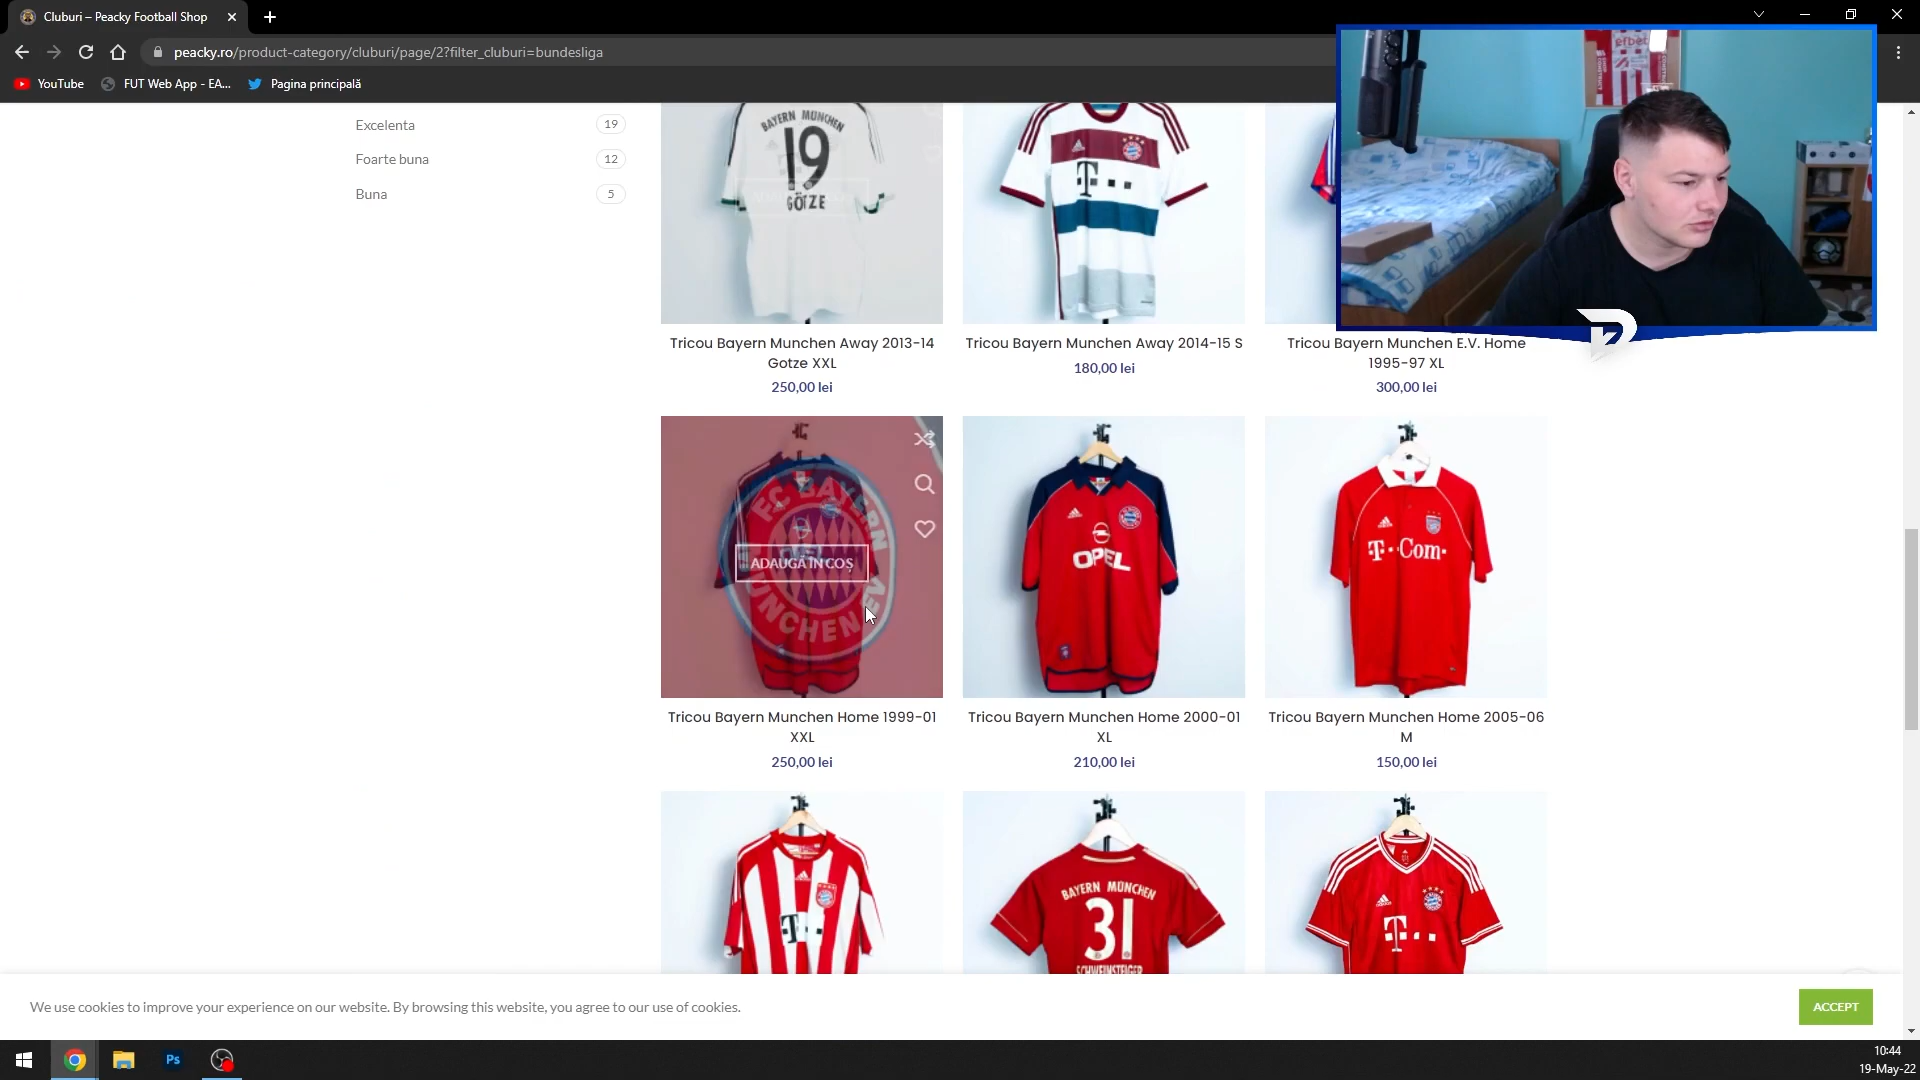 Cluburi – Peacky Football Shop
peacky.ro/product-category/cluburi/page/2?filter_cluburi=bundesliga
YouTube
FUT Web App - EA...
Pagina principală
efbet
Excelenta
19
Foarte buna
12
Buna
5
BAYERN MÜNCHEN
19
GÖTZE
T
Tricou Bayern Munchen Away 2013-14
Gotze XXL
250,00 lei
Tricou Bayern Munchen Away 2014-15 S
180,00 lei
Tricou Bayern Munchen E.V. Home
1995-97 XL
300,00 lei
FC BAYERN
ADAUGĂ ÎN COȘ
MÜNCHEN EV
OPEL
T··Com·
Tricou Bayern Munchen Home 1999-01
XXL
250,00 lei
Tricou Bayern Munchen Home 2000-01
XL
210,00 lei
Tricou Bayern Munchen Home 2005-06
M
150,00 lei
T
BAYERN MÜNCHEN
31
SCHWEINSTEIGER
T
We use cookies to improve your experience on our website. By browsing this website, you agree to our use of cookies.
ACCEPT
Ps
10:44
19-May-22